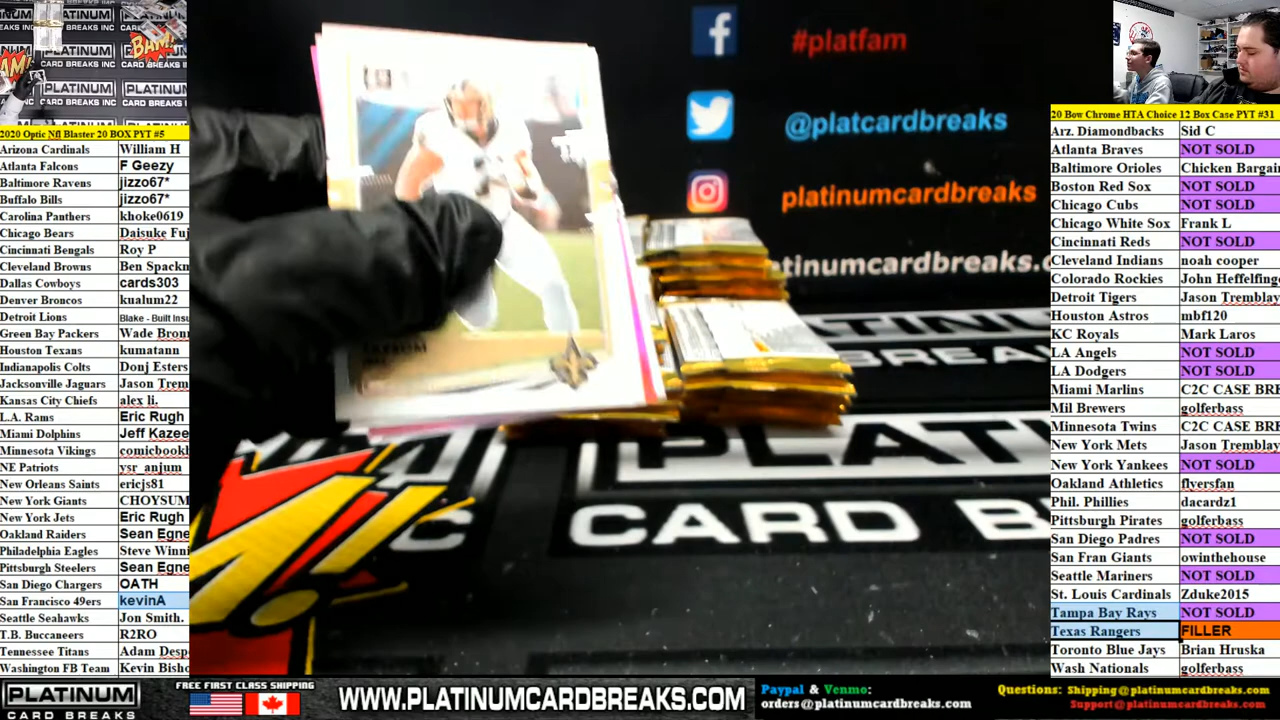 PLATINUM
CARD BREAKS INC
BAM!
2020 Optic Nfl Blaster 20 BOX PYT #5
Arizona Cardinals William H
Atlanta Falcons F Geezy
Baltimore Ravens jizzo67*
Buffalo Bills jizzo67*
Carolina Panthers khoke0619
Chicago Bears Daisuke Fuj
Cincinnati Bengals Roy P
Cleveland Browns Ben Spackn
Dallas Cowboys cards303
Denver Broncos kualum22
Detroit Lions Blake - Built Insu
Green Bay Packers Wade Bron
Houston Texans kumatann
Indianapolis Colts Donj Esters
Jacksonville Jaguars Jason Trem
Kansas City Chiefs alex li.
L.A. Rams Eric Rugh
Miami Dolphins Jeff Kazee
Minnesota Vikings comicbookh
NE Patriots ysr_anjum
New Orleans Saints ericjs81
New York Giants CHOYSUM
New York Jets Eric Rugh
Oakland Raiders Sean Egne
Philadelphia Eagles Steve Winni
Pittsburgh Steelers Sean Egne
San Diego Chargers OATH
San Francisco 49ers kevinA
Seattle Seahawks Jon Smith.
T.B. Buccaneers R2RO
Tennessee Titans Adam Desp
Washington FB Team Kevin Bisho
#platfam
@platcardbreaks
platinumcardbreaks
tinumcardbreaks.c
PLAT
CARD B
20 Bow Chrome HTA Choice 12 Box Case PYT #31
Arz. Diamondbacks Sid C
Atlanta Braves NOT SOLD
Baltimore Orioles Chicken Bargai
Boston Red Sox NOT SOLD
Chicago Cubs NOT SOLD
Chicago White Sox Frank L
Cincinnati Reds NOT SOLD
Cleveland Indians noah cooper
Colorado Rockies John Heffelfing
Detroit Tigers Jason Tremblay
Houston Astros mbf120
KC Royals Mark Laros
LA Angels NOT SOLD
LA Dodgers NOT SOLD
Miami Marlins C2C CASE BRE
Mil Brewers golferbass
Minnesota Twins C2C CASE BRE
New York Mets Jason Tremblay
New York Yankees NOT SOLD
Oakland Athletics flyersfan
Phil. Phillies dacardz1
Pittsburgh Pirates golferbass
San Diego Padres NOT SOLD
San Fran Giants owinthehouse
Seattle Mariners NOT SOLD
St. Louis Cardinals Zduke2015
Tampa Bay Rays NOT SOLD
Texas Rangers FILLER
Toronto Blue Jays Brian Hruska
Wash Nationals golferbass
PLATINUM
CARD BREAKS
FREE FIRST CLASS SHIPPING
WWW.PLATINUMCARDBREAKS.COM
Paypal & Venmo:
orders@platinumcardbreaks.com
Questions: Shipping@platinumcardbreaks.com
Support@platinumcardbreaks.com